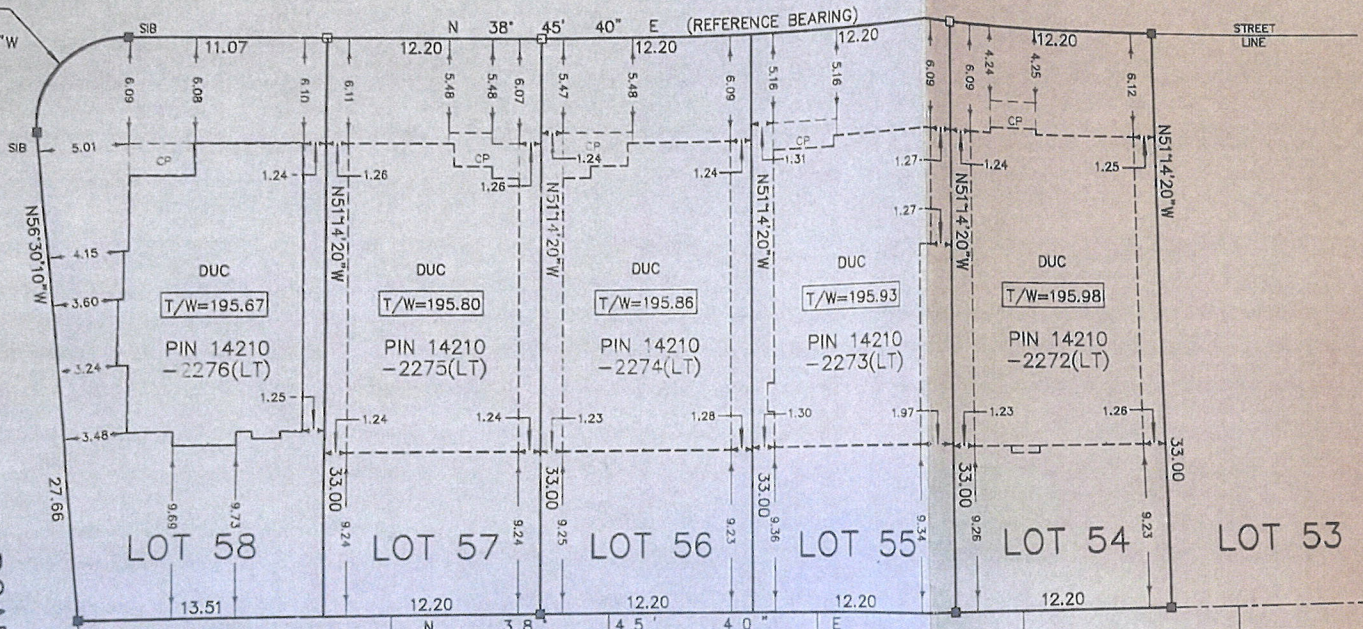 "W
SIB
N 38° 45' 40" E (REFERENCE BEARING)
STREET
LINE
11.07
12.20
12.20
12.20
12.20
6.09
6.08
6.10
6.11
5.48
5.48
6.07
5.47
5.48
6.09
5.16
5.16
6.09
6.09
4.24
4.25
6.12
SIB
5.01
CP
CP
CP
CP
CP
1.24
1.26
1.26
1.24
1.24
1.31
1.27
1.24
1.25
1.27
N56°30'10"W
N51°14'20"W
N51°14'20"W
N51°14'20"W
N51°14'20"W
N51°14'20"W
4.15
3.60
3.24
3.48
DUC
T/W=195.67
PIN 14210
-2276(LT)
DUC
T/W=195.80
PIN 14210
-2275(LT)
DUC
T/W=195.86
PIN 14210
-2274(LT)
DUC
T/W=195.93
PIN 14210
-2273(LT)
DUC
T/W=195.98
PIN 14210
-2272(LT)
1.25
1.24
1.24
1.23
1.28
1.30
1.97
1.23
1.26
27.66
33.00
33.00
33.00
33.00
33.00
9.69
9.73
9.24
9.24
9.25
9.23
9.36
9.34
9.26
9.23
LOT 58
LOT 57
LOT 56
LOT 55
LOT 54
LOT 53
13.51
12.20
12.20
12.20
12.20
N 38° 45' 40" E